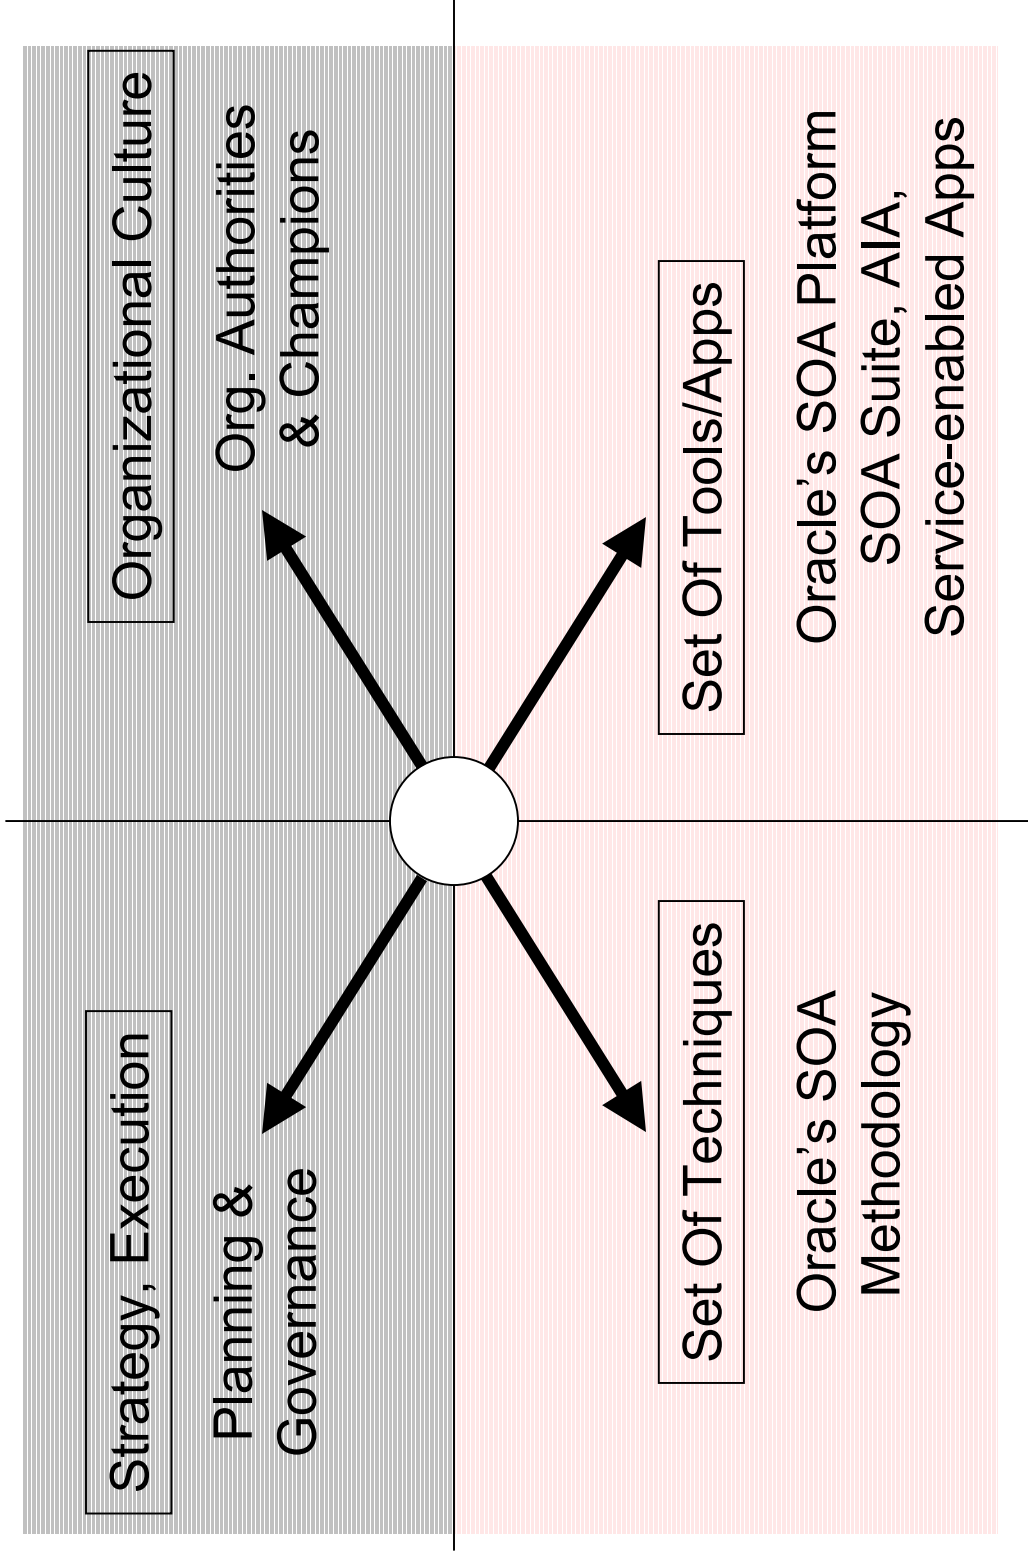 Strategy, Execution
Planning &
Governance
Organizational Culture
Org. Authorities
& Champions
Set Of Techniques
Oracle’s SOA
Methodology
Set Of Tools/Apps
Oracle’s SOA Platform
SOA Suite, AIA,
Service-enabled Apps